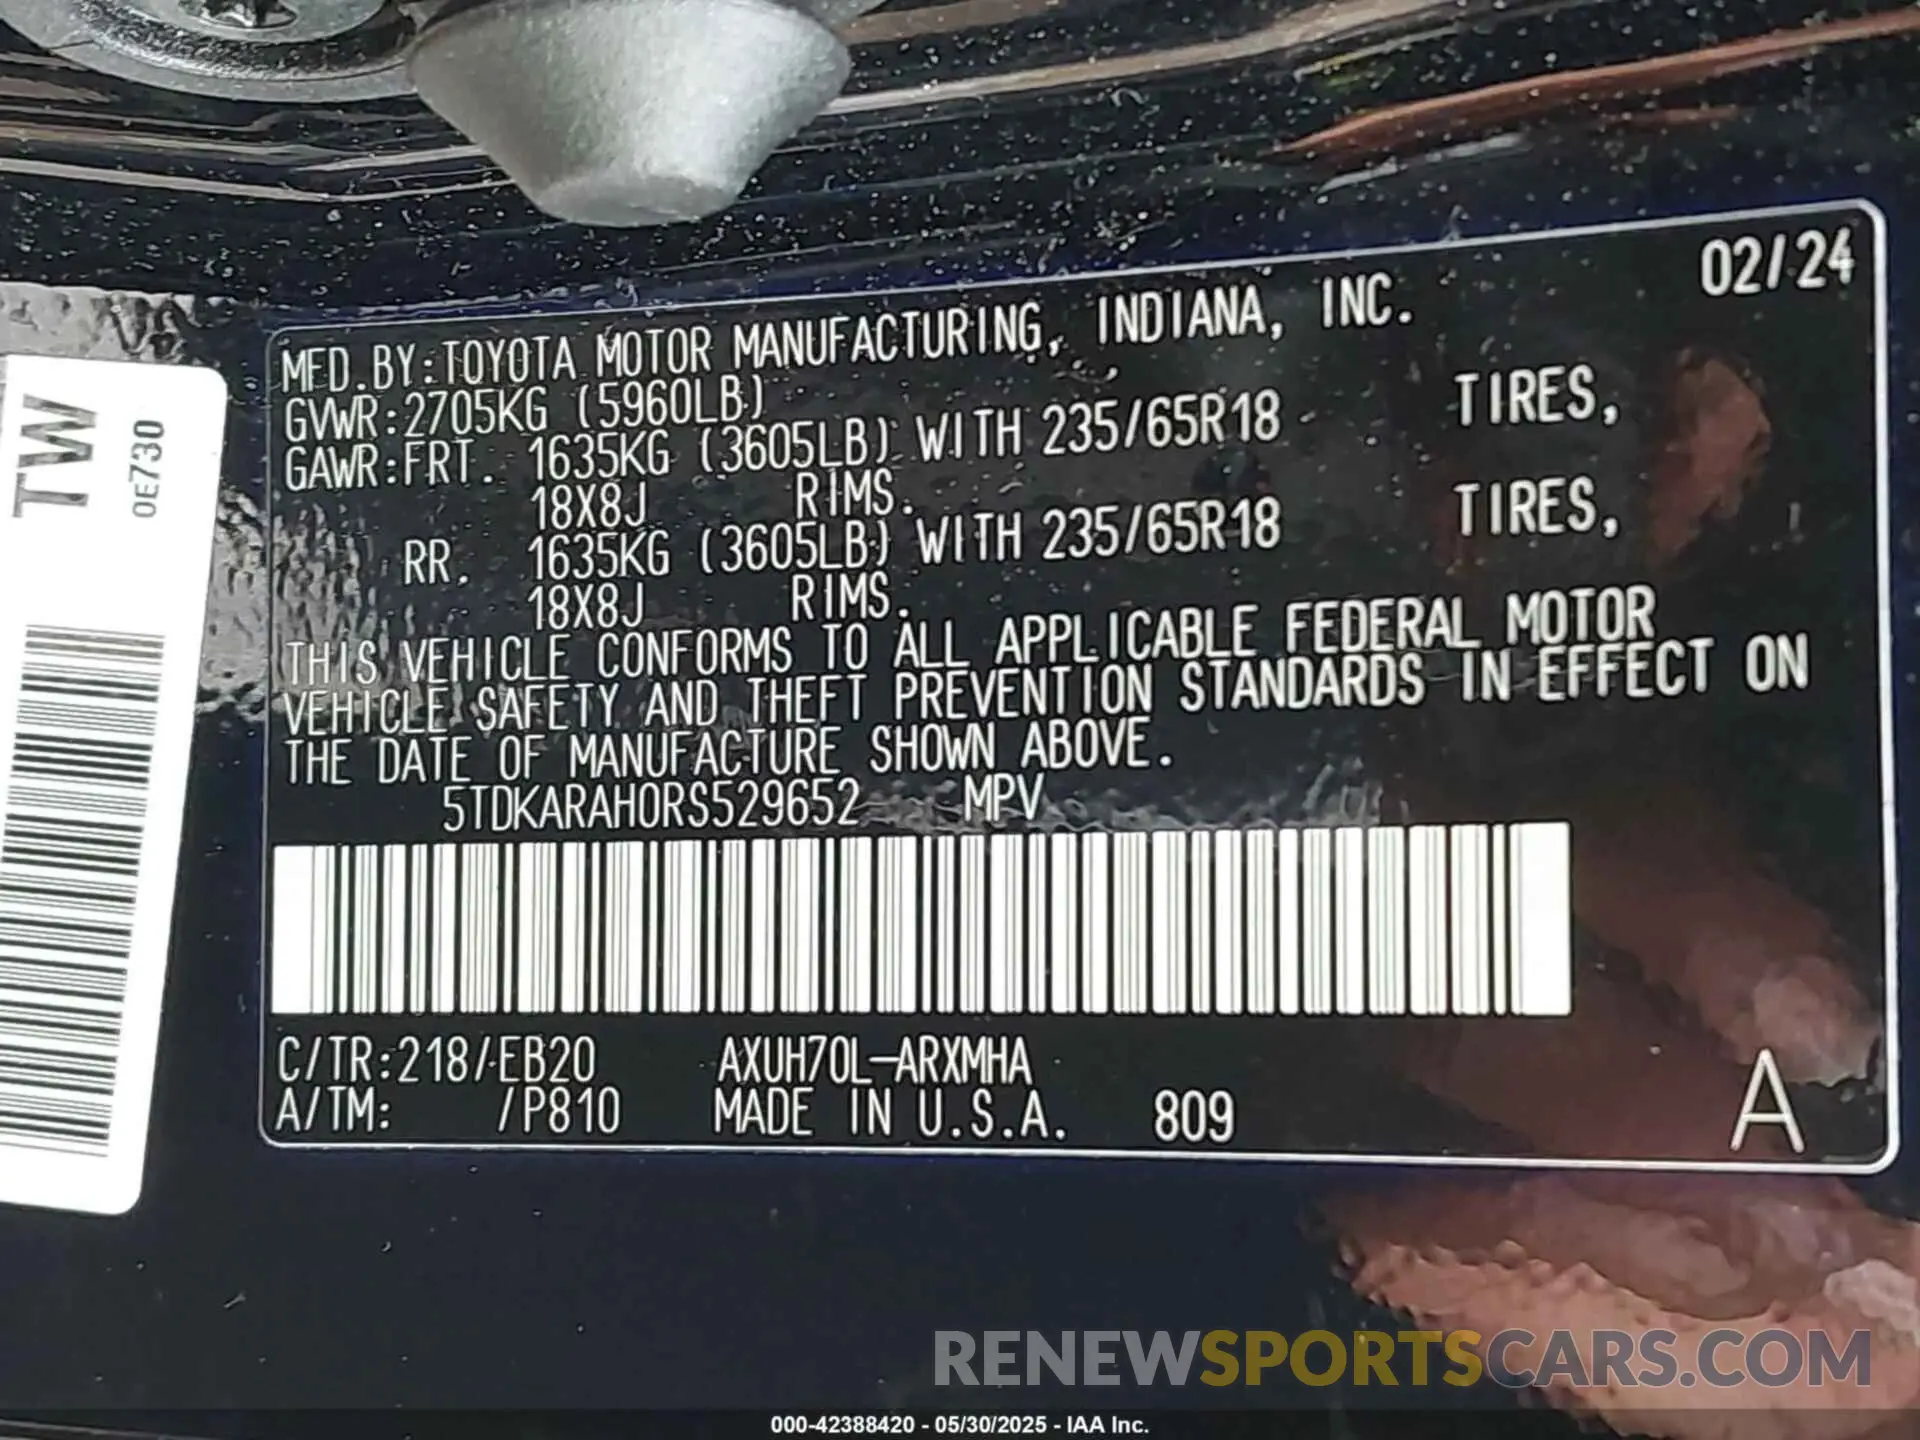 02/24
MFD.BY:TOYOTA MOTOR MANUFACTURING, INDIANA, INC.
GVWR:2705KG (5960LB)
GAWR:FRT. 1635KG (3605LB) WITH 235/65R18 TIRES,
18X8J RIMS.
RR. 1635KG (3605LB) WITH 235/65R18 TIRES,
18X8J RIMS.
THIS VEHICLE CONFORMS TO ALL APPLICABLE FEDERAL MOTOR
VEHICLE SAFETY AND THEFT PREVENTION STANDARDS IN EFFECT ON
THE DATE OF MANUFACTURE SHOWN ABOVE.
5TDKARAH0RS529652 MPV
C/TR:218/EB20 AXUH70L-ARXMHA
A/TM: /P810 MADE IN U.S.A. 809
A
TW
0E730
RENEWSPORTSCARS.COM
000-42388420 - 05/30/2025 - IAA Inc.